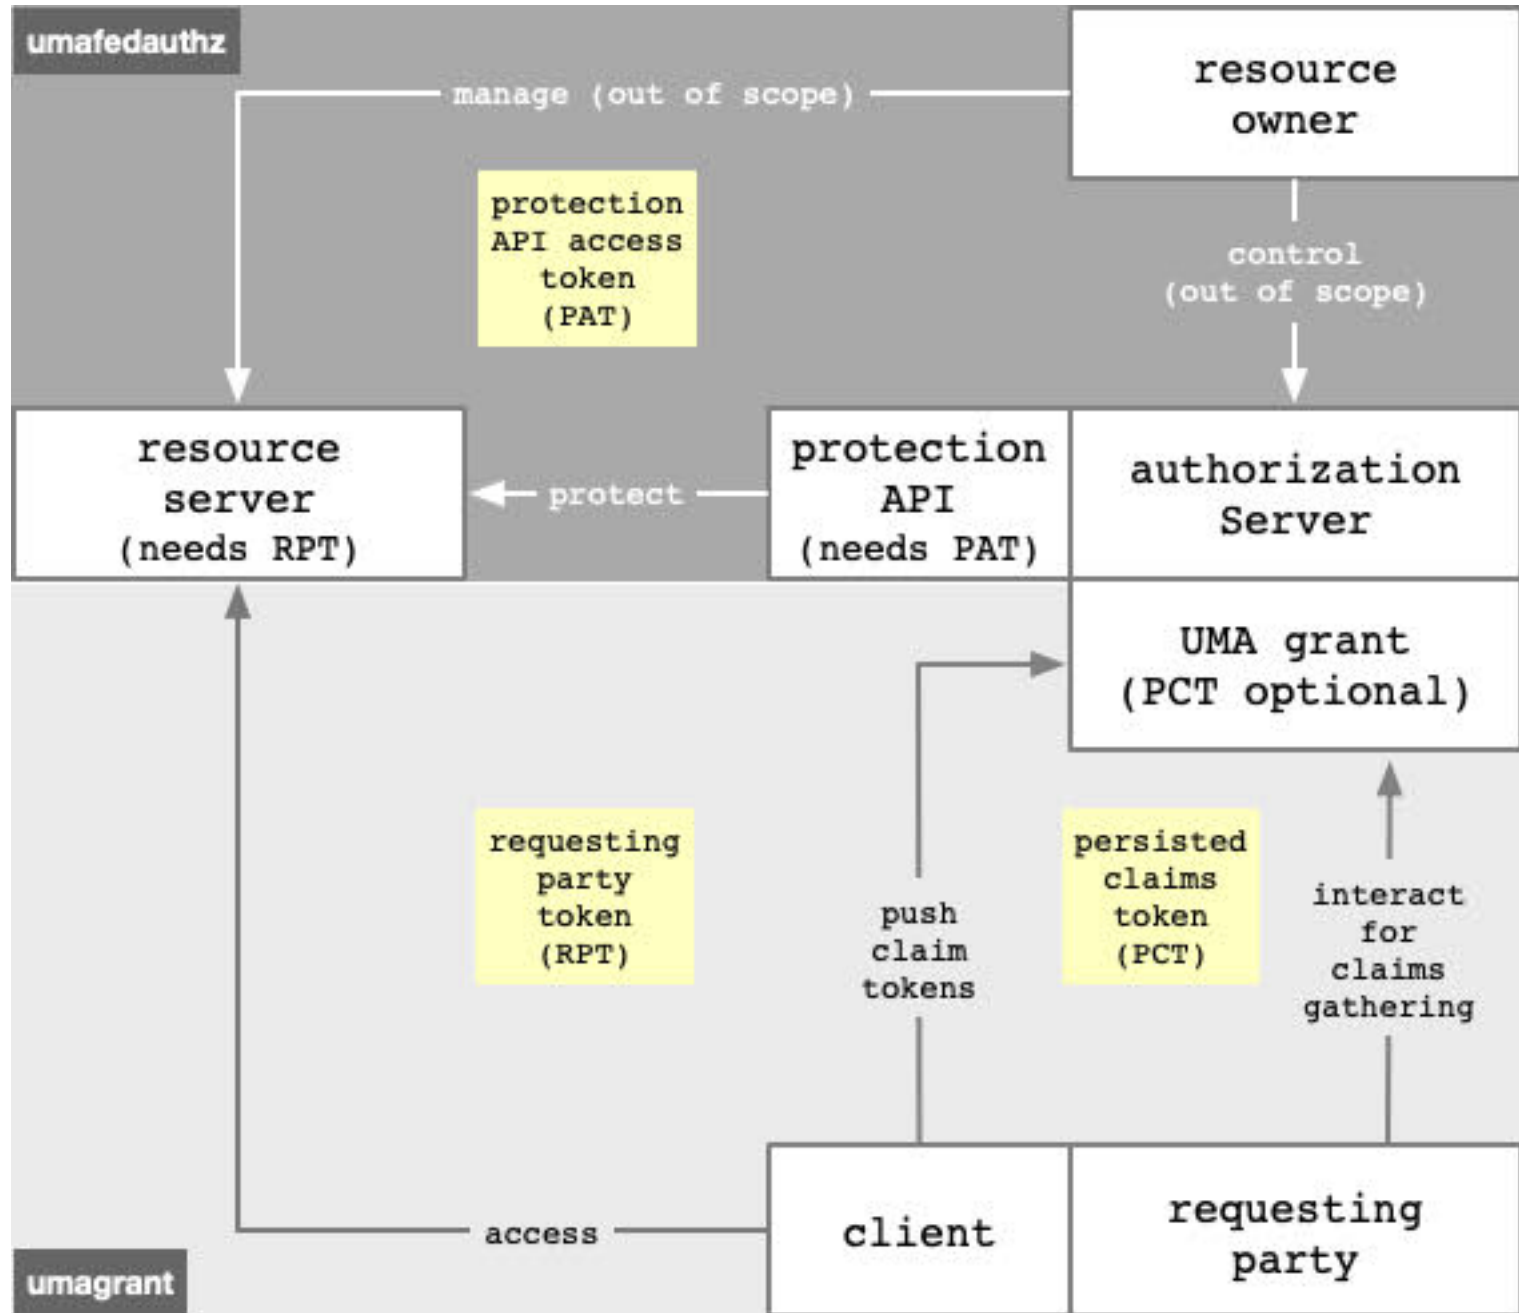 umafedauthz
resource
owner
manage (out of scope)
protection
API access
token
(PAT)
control
(out of scope)
resource
server
(needs RPT)
protect
protection
API
(needs PAT)
authorization
Server
UMA grant
(PCT optional)
requesting
party
token
(RPT)
push
claim
tokens
persisted
claims
token
(PCT)
interact
for
claims
gathering
access
client
requesting
party
umagrant